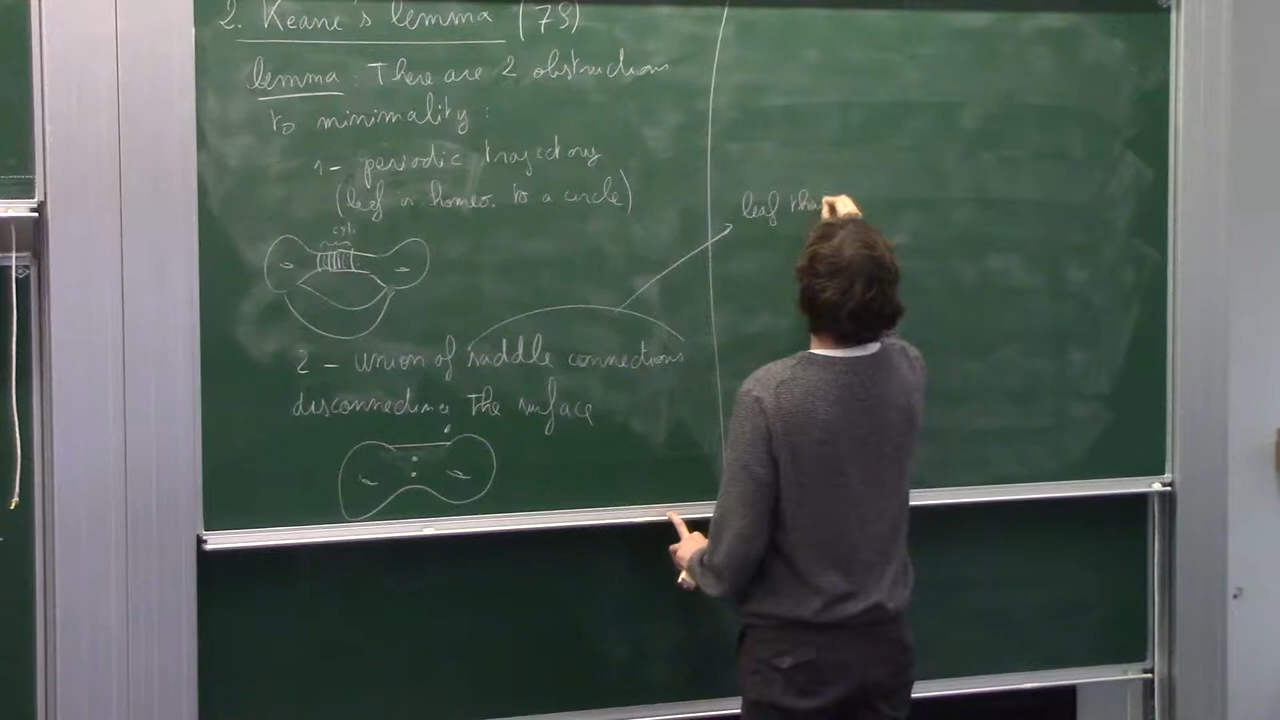 2. Keane's lemma (75)
lemma : There are 2 obstructions
to minimality :
1- periodic trajectory
(leaf is homeo. to a circle)
cyl.
leaf tha
2 - union of saddle connections
disconnecting the surface